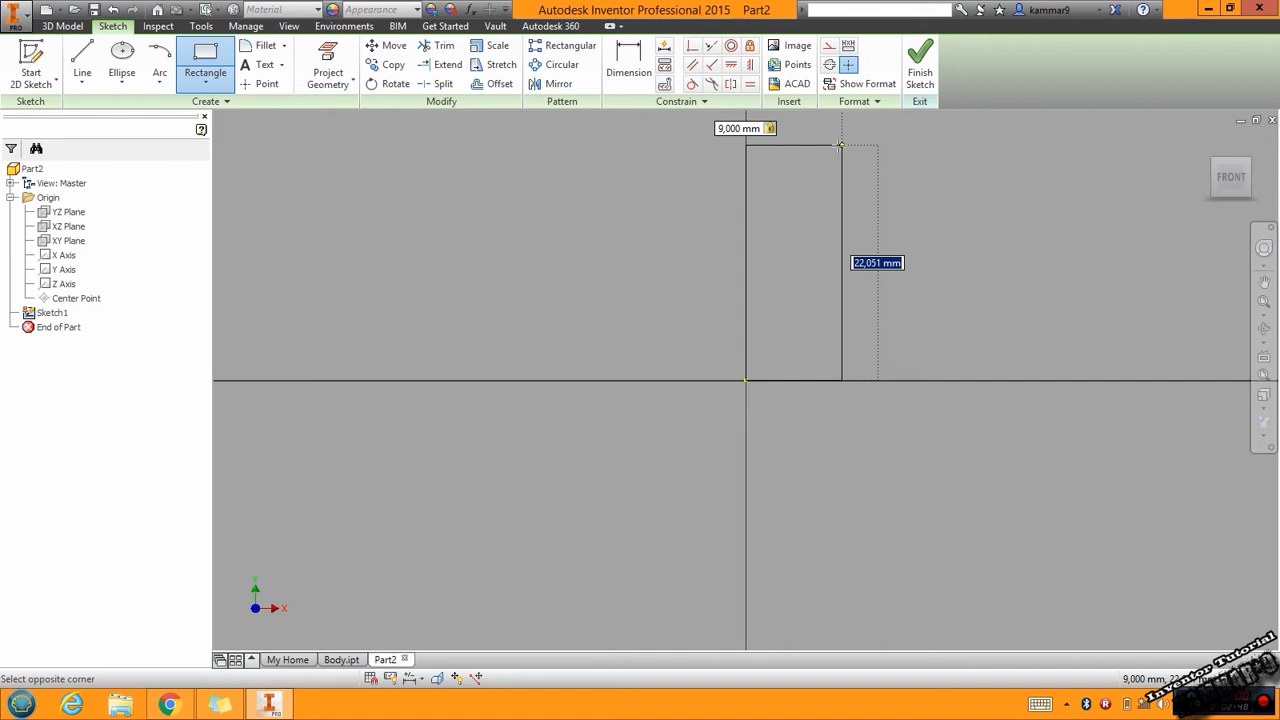 Material
Appearance
Autodesk Inventor Professional 2015 Part2
kammar9
PRO
3D Model Sketch Inspect Tools Manage View Environments BIM Get Started Vault Autodesk 360
Start
2D Sketch
Line
Ellipse
Arc
Rectangle
Fillet
Text
Point
Project
Geometry
Move
Copy
Rotate
Trim
Extend
Split
Scale
Stretch
Offset
Rectangular
Circular
Mirror
Dimension
Image
Points
ACAD
Show Format
Finish
Sketch
Sketch Create Modify Pattern Constrain Insert Format Exit
9,000 mm
22,051 mm
FRONT
Part2
View: Master
Origin
YZ Plane
XZ Plane
XY Plane
X Axis
Y Axis
Z Axis
Center Point
Sketch1
End of Part
Y
X
My Home Body.ipt Part2
Select opposite corner
9,000 mm, 22
Inventor Tutorial
PRO